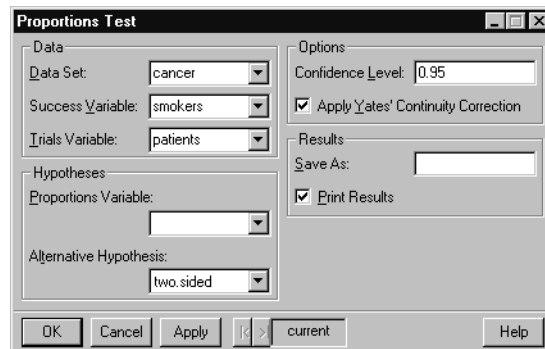 Proportions Test
Data
Data Set: cancer
Success Variable: smokers
Trials Variable: patients
Hypotheses
Proportions Variable:
Alternative Hypothesis:
two.sided
Options
Confidence Level: 0.95
Apply Yates' Continuity Correction
Results
Save As:
Print Results
OK Cancel Apply current Help